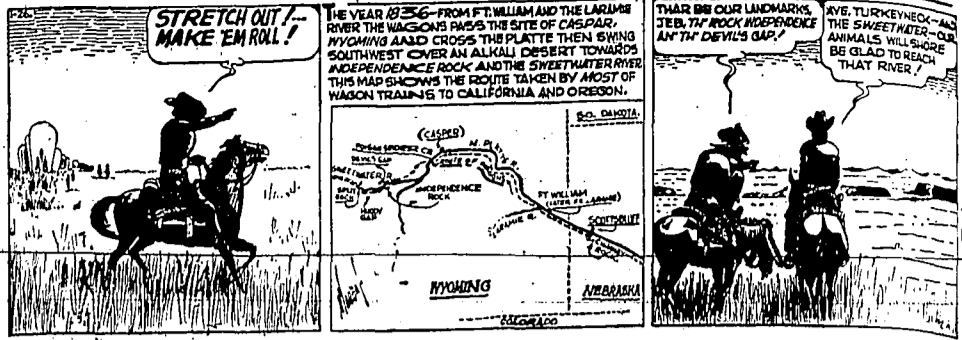 1-26
STRETCH OUT!--
MAKE 'EM ROLL!
THE YEAR 1836-FROM FT. WILLIAM AND THE LARAMIE
RIVER THE WAGONS PASS THE SITE OF CASPAR,
WYOMING AND CROSS THE PLATTE THEN SWING
SOUTHWEST OVER AN ALKALI DESERT TOWARDS
INDEPENDENCE ROCK AND THE SWEETWATER RIVER.
THIS MAP SHOWS THE ROUTE TAKEN BY MOST OF
WAGON TRAINS TO CALIFORNIA AND OREGON.
SO. DAKOTA.
(CASPER)
N. PLATTE R.
DEVIL'S GAP
SWEETWATER R.
SPLIT
ROCK
MUDDY
GAP
INDEPENDENCE
ROCK
FT. WILLIAM
LARAMIE R.
SCOTTSBLUFF
WYOMING
NEBRASKA
COLORADO
THAR BE OUR LANDMARKS,
JEB, TH' ROCK INDEPENDENCE
AN' TH' DEVIL'S GAP!
AYE, TURKEYNECK-AND
THE SWEETWATER-OUR
ANIMALS WILL SHORE
BE GLAD TO REACH
THAT RIVER!